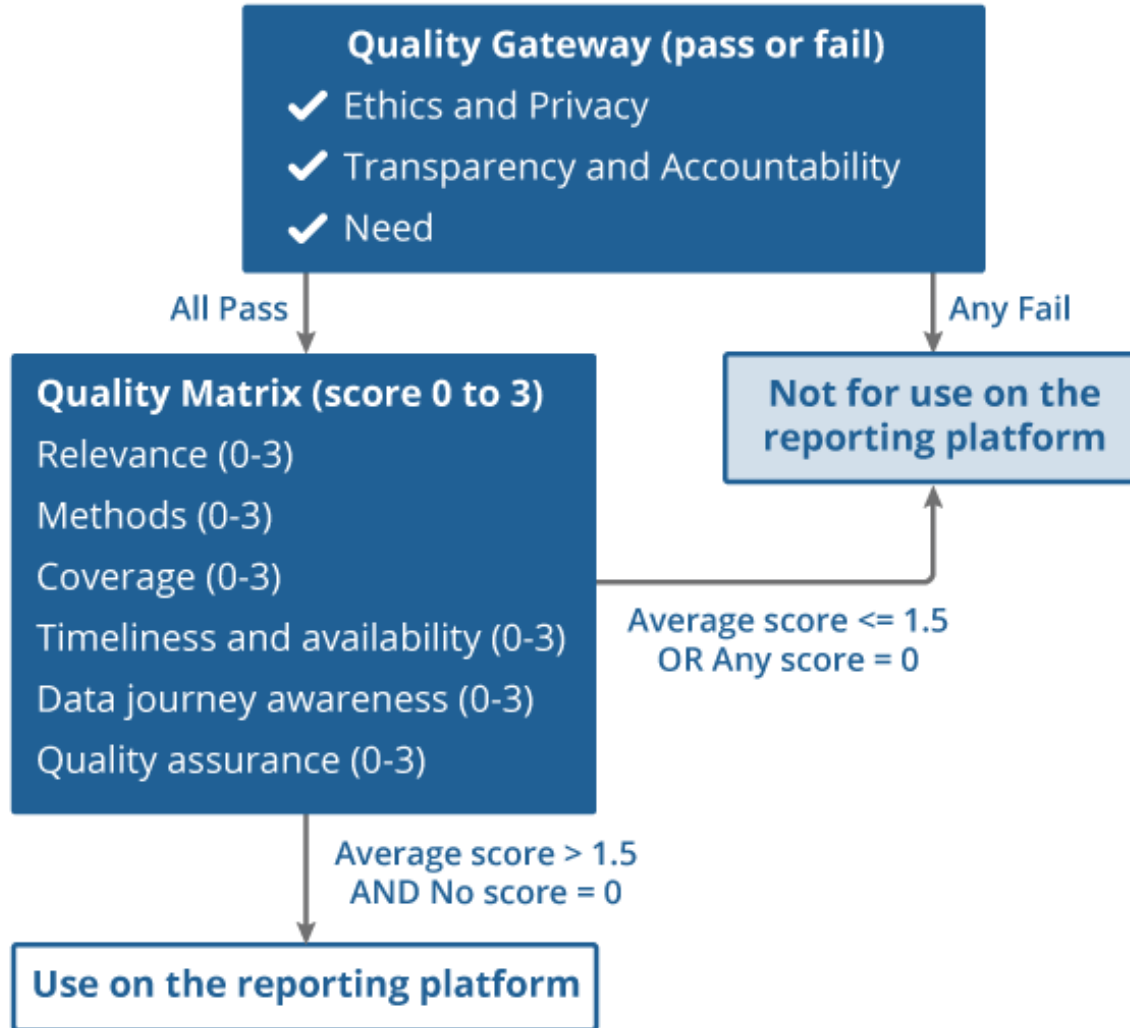 Quality Gateway (pass or fail)
Ethics and Privacy
Transparency and Accountability
Need
All Pass
Any Fail
Quality Matrix (score 0 to 3)
Relevance (0-3)
Methods (0-3)
Coverage (0-3)
Timeliness and availability (0-3)
Data journey awareness (0-3)
Quality assurance (0-3)
Not for use on the
reporting platform
Average score <= 1.5
OR Any score = 0
Average score > 1.5
AND No score = 0
Use on the reporting platform